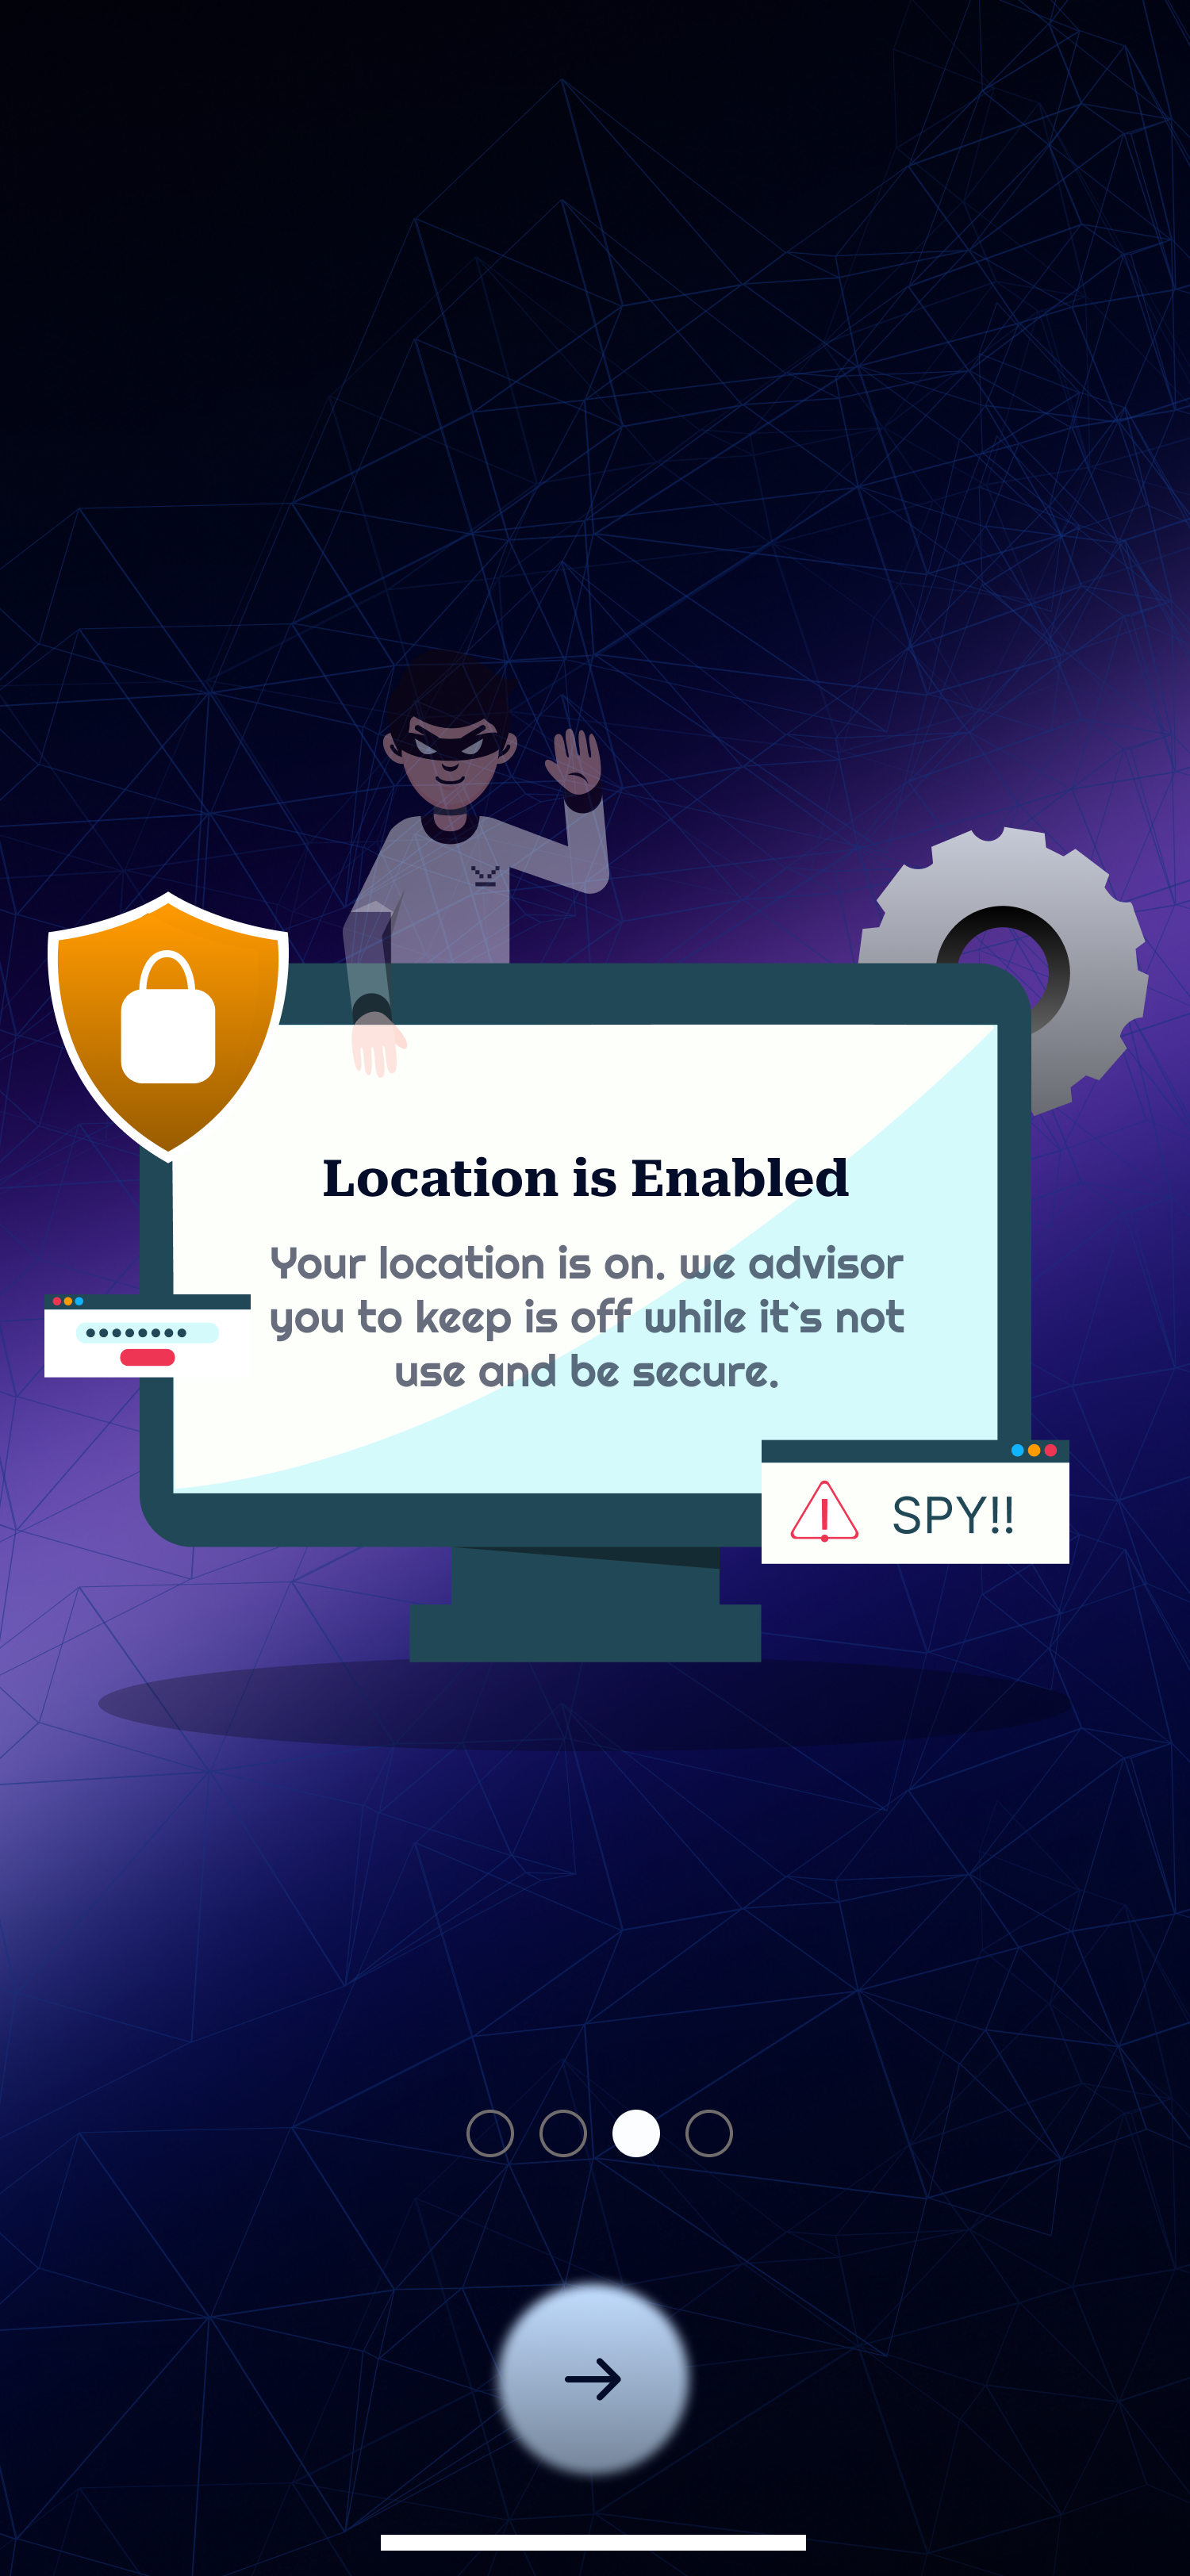 Location is Enabled
Your location is on. we advisor
you to keep is off while it`s not
use and be secure.
SPY!!